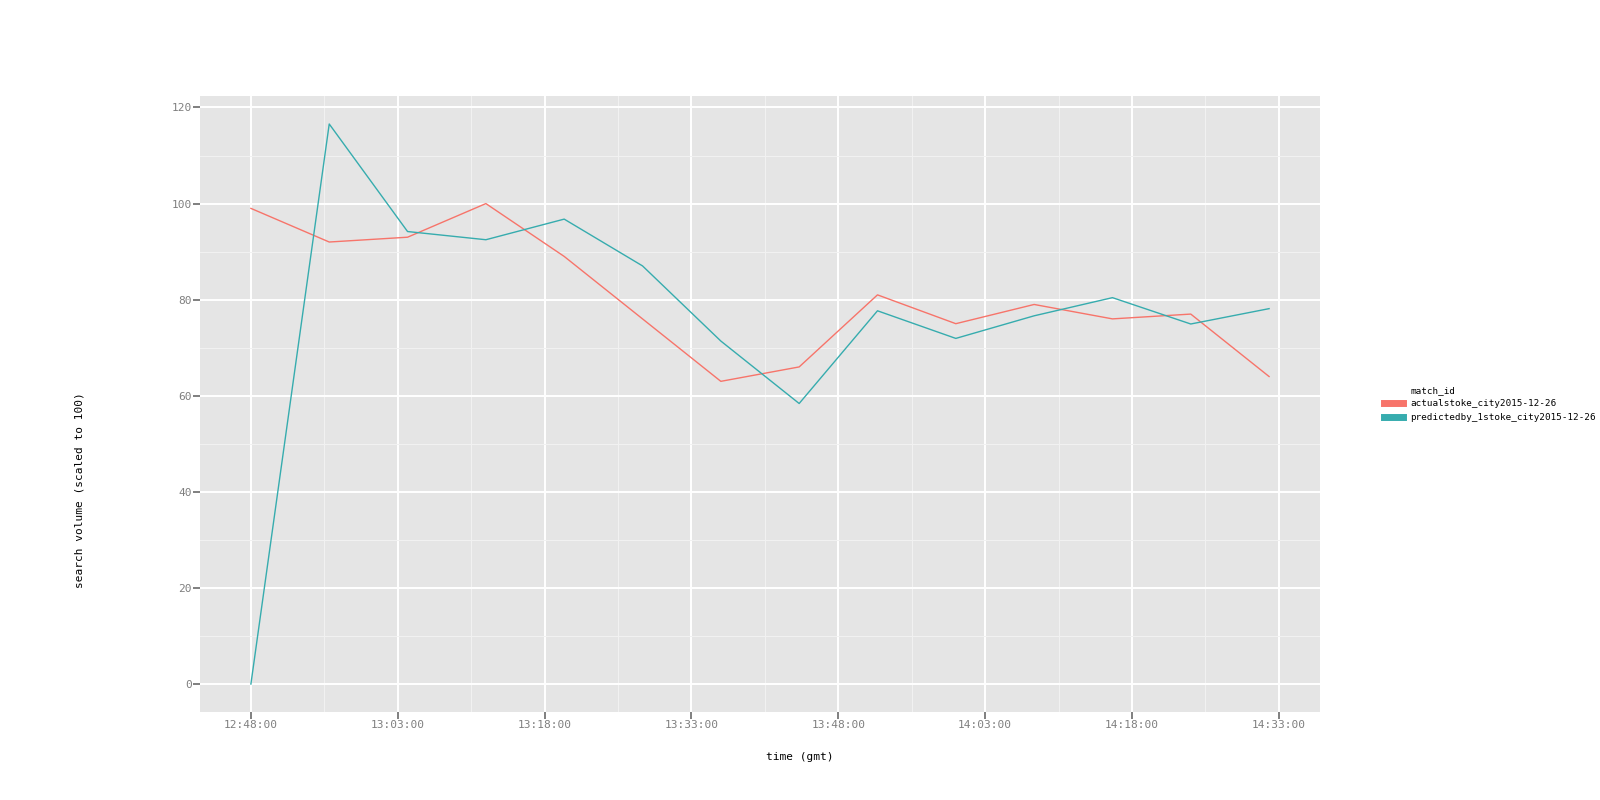 120
100
80
60
40
20
0
search volume (scaled to 100)
12:48:00 13:03:00 13:18:00 13:33:00 13:48:00 14:03:00 14:18:00 14:33:00
time (gmt)
match_id
actualstoke_city2015-12-26
predictedby_1stoke_city2015-12-26